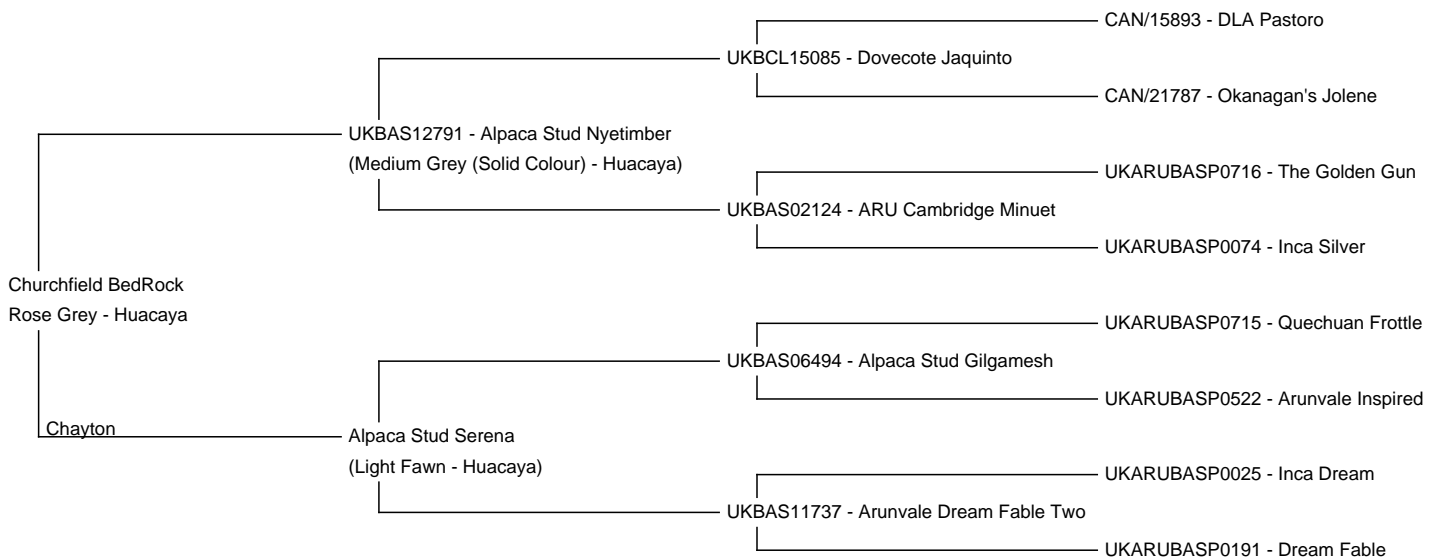 CAN/15893 - DLA Pastoro
UKBCL15085 - Dovecote Jaquinto
CAN/21787 - Okanagan's Jolene
UKBAS12791 - Alpaca Stud Nyetimber
(Medium Grey (Solid Colour) - Huacaya)
UKARUBASP0716 - The Golden Gun
UKBAS02124 - ARU Cambridge Minuet
UKARUBASP0074 - Inca Silver
Churchfield BedRock
Rose Grey - Huacaya
UKARUBASP0715 - Quechuan Frottle
UKBAS06494 - Alpaca Stud Gilgamesh
UKARUBASP0522 - Arunvale Inspired
Chayton
Alpaca Stud Serena
(Light Fawn - Huacaya)
UKARUBASP0025 - Inca Dream
UKBAS11737 - Arunvale Dream Fable Two
UKARUBASP0191 - Dream Fable